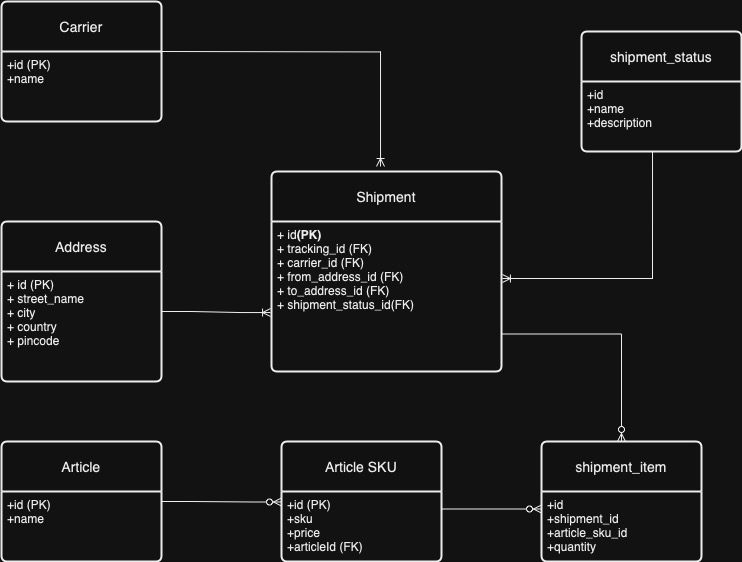 Carrier
+id (PK)
+name
shipment_status
+id
+name
+description
Shipment
+ id(PK)
+ tracking_id (FK)
+ carrier_id (FK)
+ from_address_id (FK)
+ to_address_id (FK)
+ shipment_status_id(FK)
Address
+ id (PK)
+ street_name
+ city
+ country
+ pincode
Article
+id (PK)
+name
Article SKU
+id (PK)
+sku
+price
+articleId (FK)
shipment_item
+id
+shipment_id
+article_sku_id
+quantity